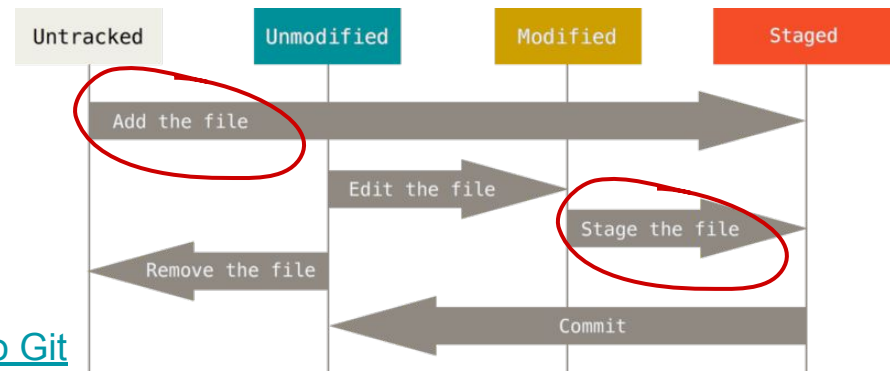 Untracked
Unmodified
Modified
Staged
Add the file
Edit the file
Stage the file
Remove the file
Commit
Git